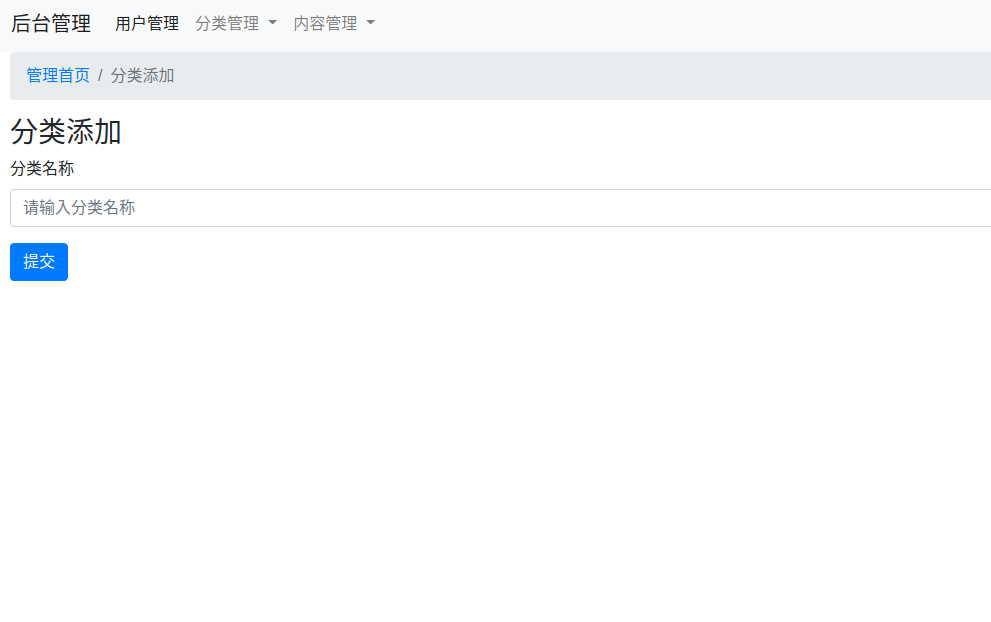 后台管理 用户管理 分类管理 内容管理
管理首页 / 分类添加
分类添加
分类名称
请输入分类名称
提交